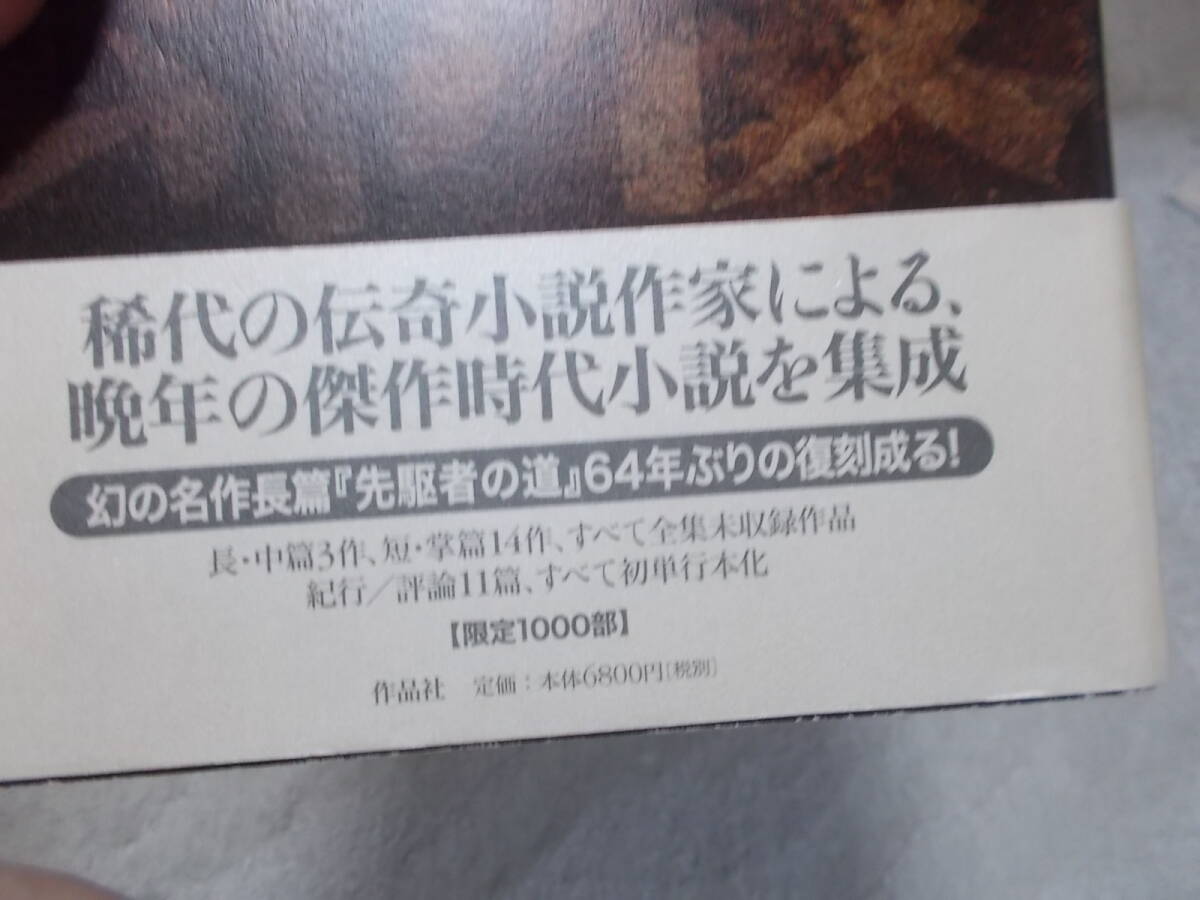 稀代の伝奇小説作家による、
晩年の傑作時代小説を集成
幻の名作長篇『先駆者の道』64年ぶりの復刻成る!
長・中篇3作、短・掌篇14作、すべて全集未収録作品
紀行/評論11篇、すべて初単行本化
【限定1000部】
作品社 定価:本体6800円[税別]